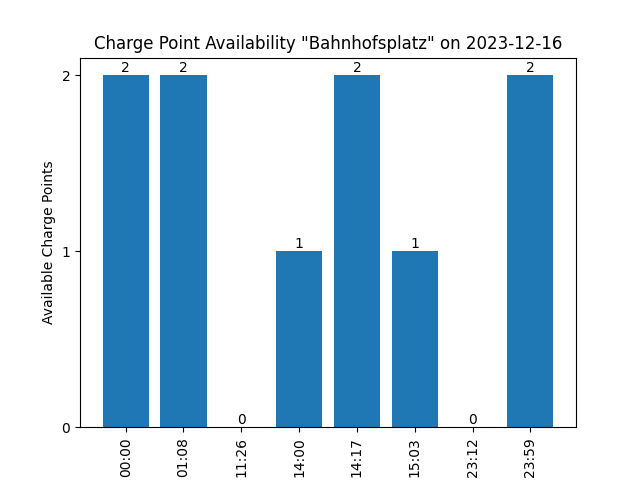 Charge Point Availability "Bahnhofsplatz" on 2023-12-16
2 2 0 1 2 1 0 2
2
1
0
Available Charge Points
00:00 01:08 11:26 14:00 14:17 15:03 23:12 23:59